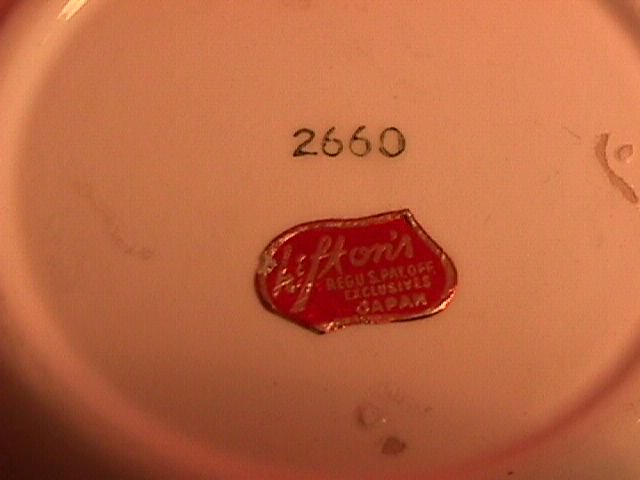 2660
Lefton's
REG U.S. PAT. OFF.
EXCLUSIVES
JAPAN